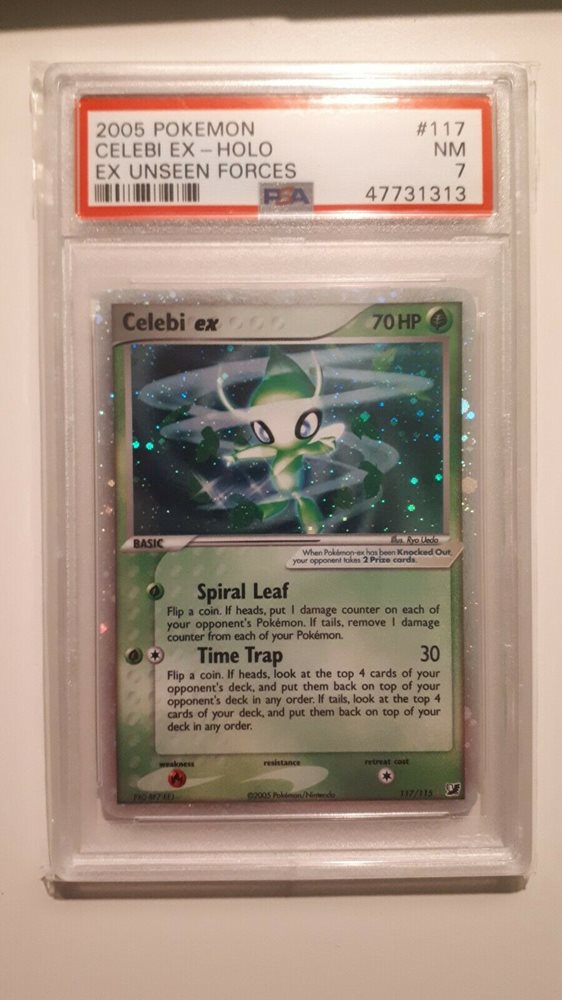 2005 POKEMON #117
CELEBI EX – HOLO NM
EX UNSEEN FORCES 7
PSA 47731313
Celebi ex 70 HP
BASIC Illus. Ryo Ueda
When Pokémon-ex has been Knocked Out,
your opponent takes 2 Prize cards.
Spiral Leaf
Flip a coin. If heads, put 1 damage counter on each of
your opponent's Pokémon. If tails, remove 1 damage
counter from each of your Pokémon.
Time Trap 30
Flip a coin. If heads, look at the top 4 cards of your
opponent's deck, and put them back on top of your
opponent's deck in any order. If tails, look at the top 4
cards of your deck, and put them back on top of your
deck in any order.
weakness resistance retreat cost
©2005 Pokémon/Nintendo 117/115